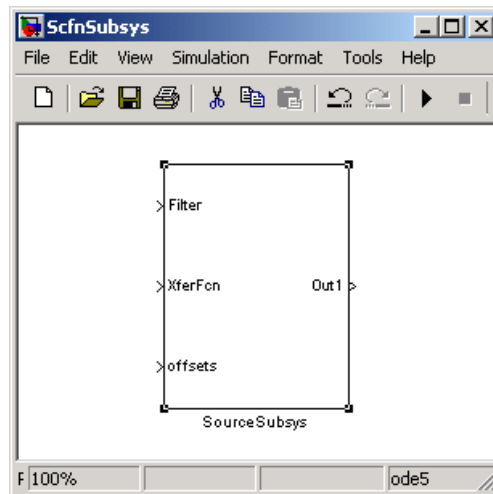 ScfnSubsys
File Edit View Simulation Format Tools Help
Filter
XferFcn Out1
offsets
SourceSubsys
F 100% ode5